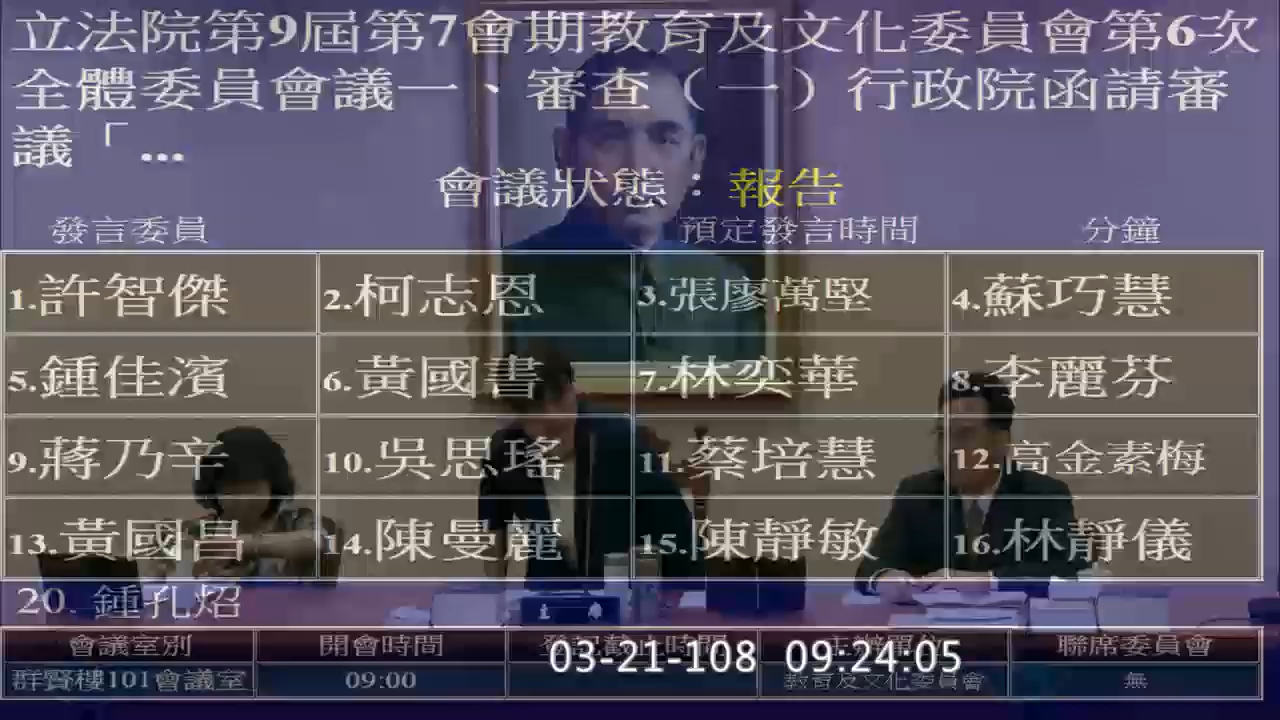 立法院第9屆第7會期教育及文化委員會第6次
全體委員會議一、審查（一）行政院函請審
議「...
會議狀態：報告
發言委員 預定發言時間 分鐘
1.許智傑 2.柯志恩 3.張廖萬堅 4.蘇巧慧
5.鍾佳濱 6.黃國書 7.林奕華 8.李麗芬
9.蔣乃辛 10.吳思瑤 11.蔡培慧 12.高金素梅
13.黃國昌 14.陳曼麗 15.陳靜敏 16.林靜儀
20. 鍾孔炤
會議室別 開會時間 登記截止時間 主辦單位 聯席委員會
03-21-108 09:24:05
群賢樓101會議室 09:00 教育及文化委員會 無